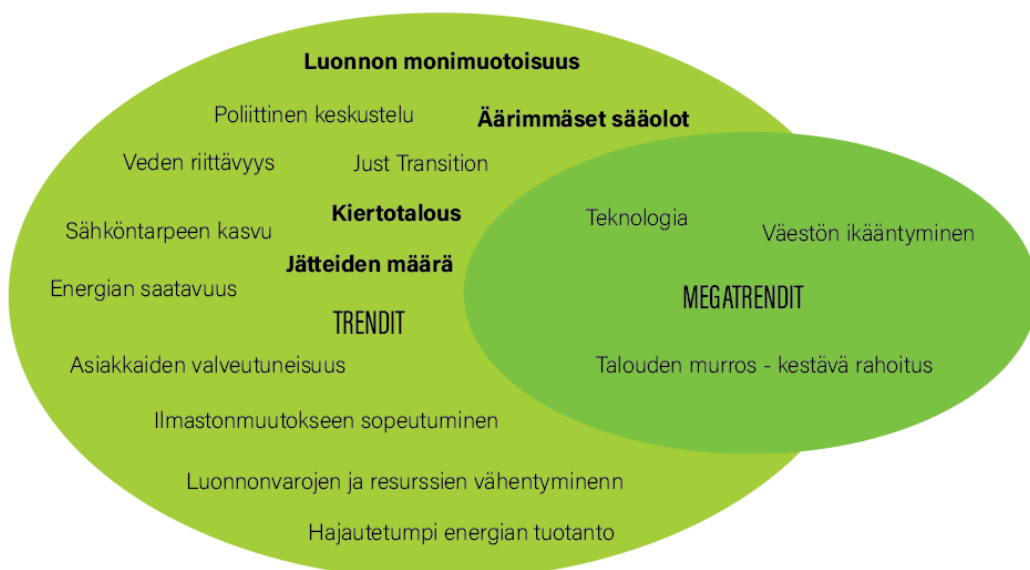 Luonnon monimuotoisuus
Poliittinen keskustelu
Äärimmäset sääolot
Veden riittävyys
Just Transition
Kiertotalous
Sähköntarpeen kasvu
Jätteiden määrä
Energian saatavuus
TRENDIT
Asiakkaiden valveutuneisuus
Ilmastonmuutokseen sopeutuminen
Luonnonvarojen ja resurssien vähentyminenn
Hajautetumpi energian tuotanto
Teknologia
Väestön ikääntyminen
MEGATRENDIT
Talouden murros - kestävä rahoitus